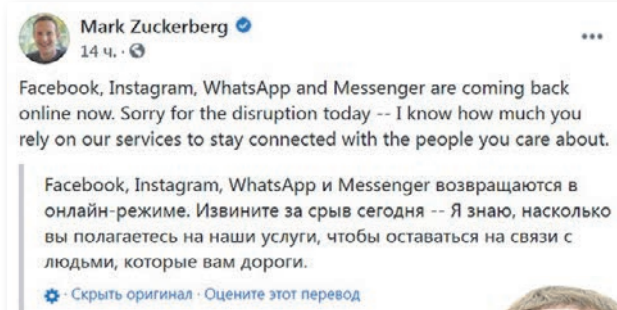 Mark Zuckerberg
14 ч. ·
Facebook, Instagram, WhatsApp and Messenger are coming back
online now. Sorry for the disruption today -- I know how much you
rely on our services to stay connected with the people you care about.
Facebook, Instagram, WhatsApp и Messenger возвращаются в
онлайн-режиме. Извините за срыв сегодня -- Я знаю, насколько
вы полагаетесь на наши услуги, чтобы оставаться на связи с
людьми, которые вам дороги.
· Скрыть оригинал · Оцените этот перевод